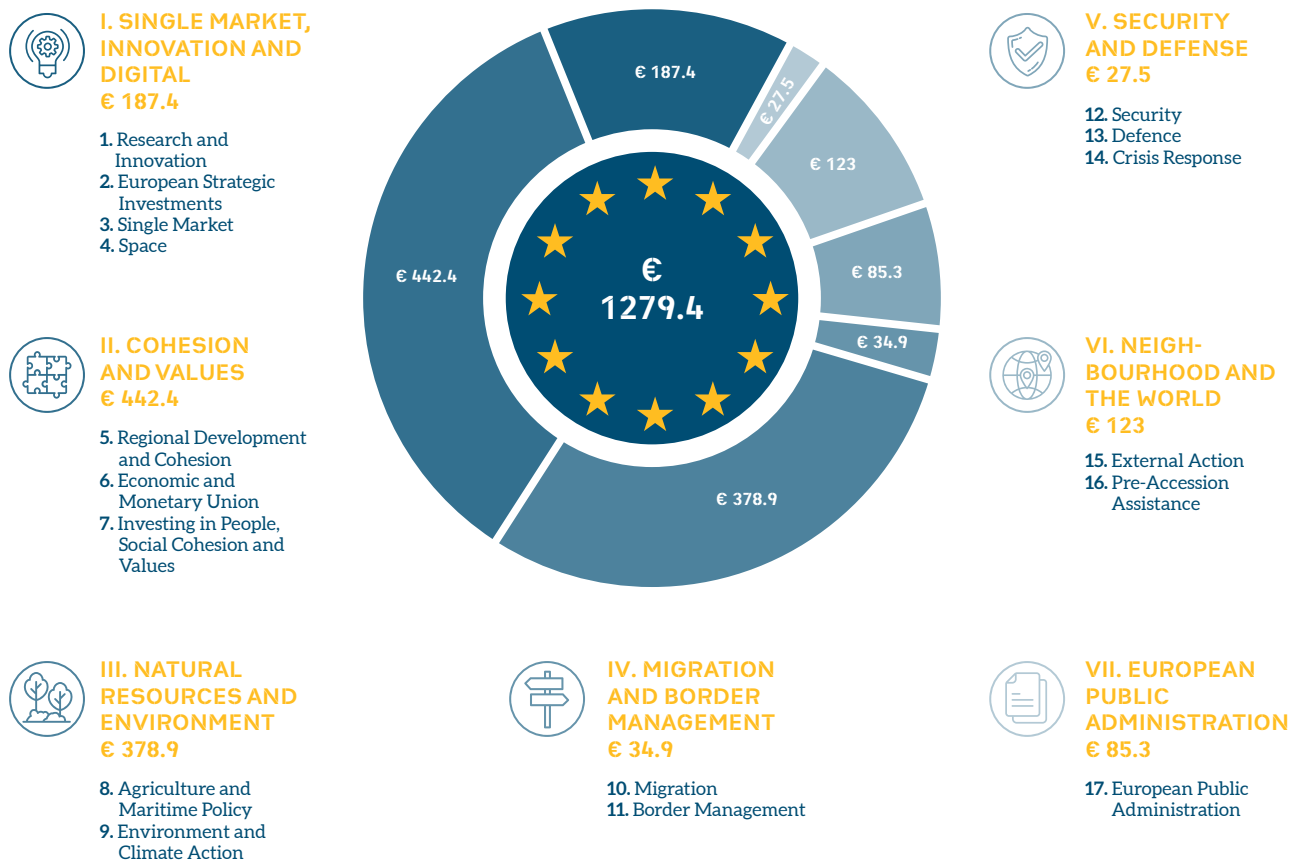 I. SINGLE MARKET,
INNOVATION AND
DIGITAL
€ 187.4
1. Research and
Innovation
2. European Strategic
Investments
3. Single Market
4. Space
II. COHESION
AND VALUES
€ 442.4
5. Regional Development
and Cohesion
6. Economic and
Monetary Union
7. Investing in People,
Social Cohesion and
Values
III. NATURAL
RESOURCES AND
ENVIRONMENT
€ 378.9
8. Agriculture and
Maritime Policy
9. Environment and
Climate Action
€ 187.4
€ 27.5
€ 123
€ 85.3
€ 34.9
€ 378.9
€ 442.4
€
1279.4
IV. MIGRATION
AND BORDER
MANAGEMENT
€ 34.9
10. Migration
11. Border Management
V. SECURITY
AND DEFENSE
€ 27.5
12. Security
13. Defence
14. Crisis Response
VI. NEIGH-
BOURHOOD AND
THE WORLD
€ 123
15. External Action
16. Pre-Accession
Assistance
VII. EUROPEAN
PUBLIC
ADMINISTRATION
€ 85.3
17. European Public
Administration